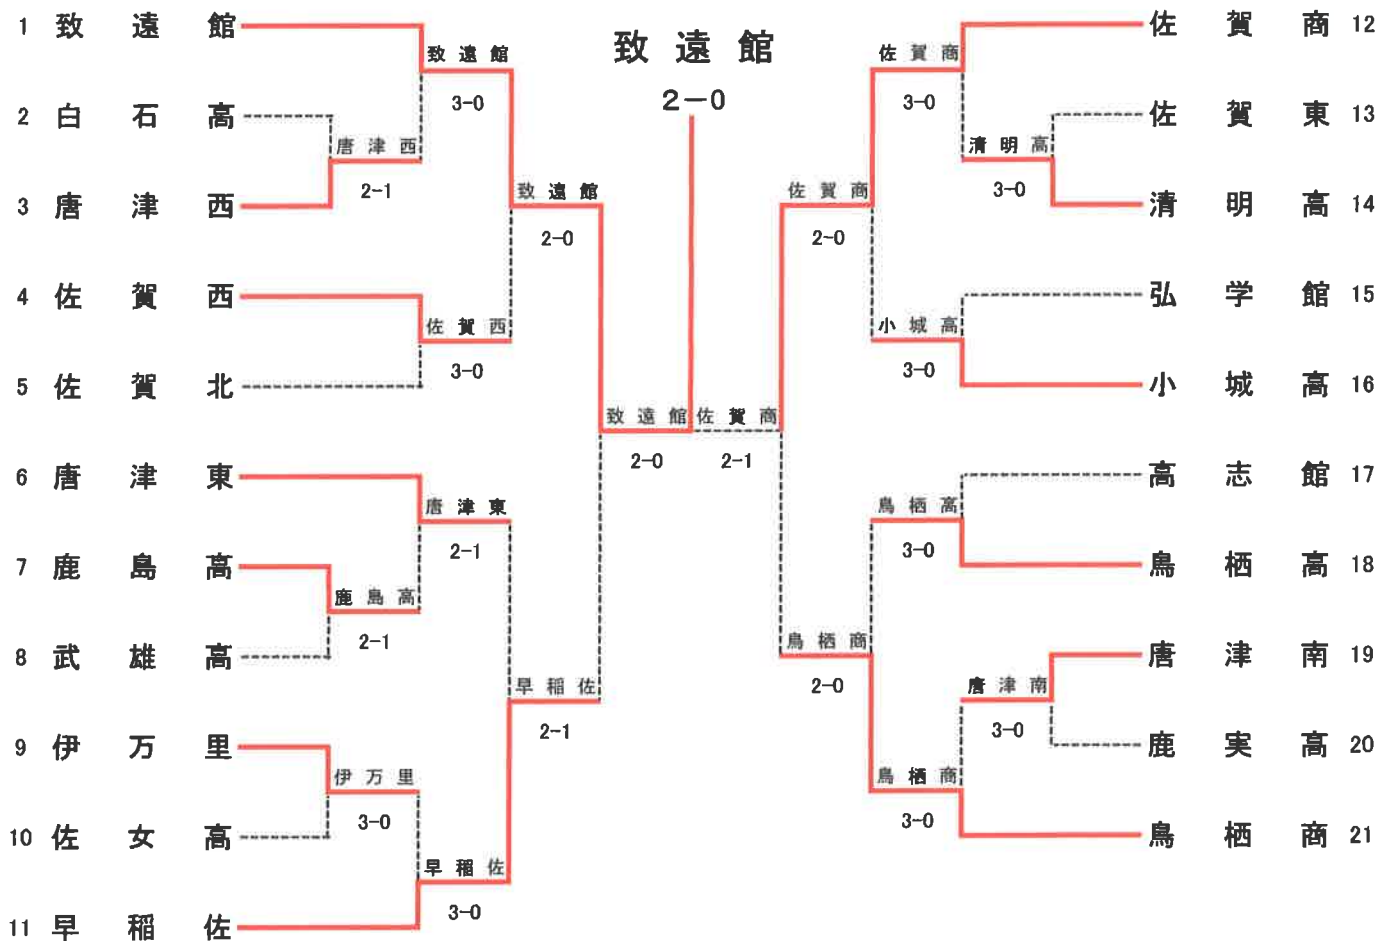 致遠館
2-0
1 致遠館
2 白石高
3 唐津西
4 佐賀西
5 佐賀北
6 唐津東
7 鹿島高
8 武雄高
9 伊万里
10 佐女高
11 早稲佐
致遠館
3-0
唐津西
2-1
致遠館
2-0
佐賀西
3-0
唐津東
2-1
鹿島高
2-1
早稲佐
2-1
伊万里
3-0
早稲佐
3-0
致遠館
2-0
佐賀商
2-1
佐賀商
3-0
清明高
3-0
佐賀商
2-0
小城高
3-0
鳥栖高
3-0
鳥栖商
2-0
唐津南
3-0
鳥栖商
3-0
佐賀商 12
佐賀東 13
清明高 14
弘学館 15
小城高 16
高志館 17
鳥栖高 18
唐津南 19
鹿実高 20
鳥栖商 21